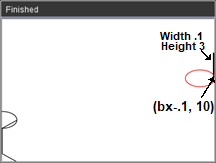 Finished
Width .1
Height 3
(bx-.1, 10)